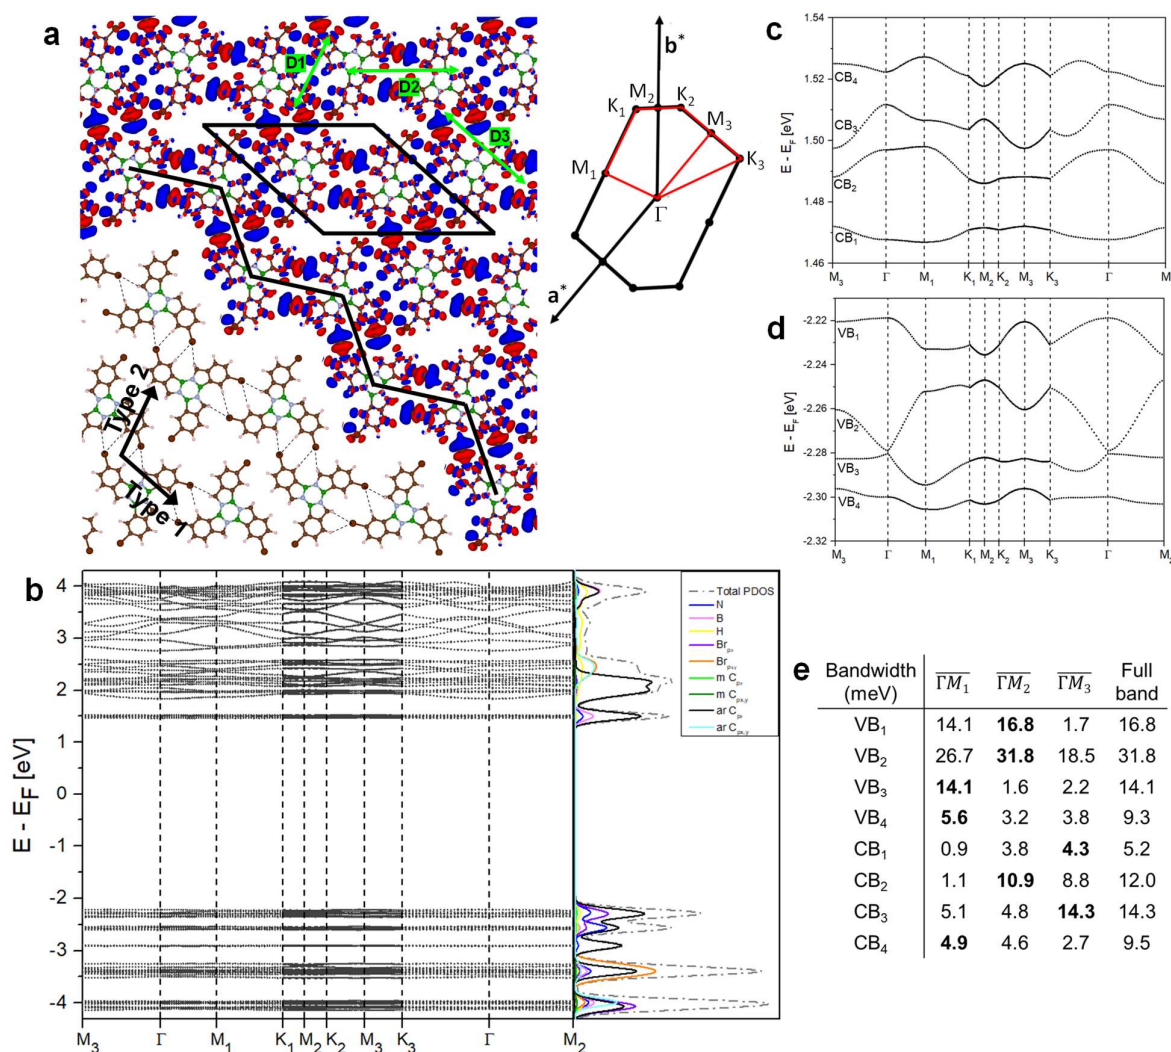 a
D1
D2
D3
Type 2
Type 1
b*
M2
K1
K2
M3
M1
K3
Γ
a*
c
1.54
1.52
1.50
1.48
1.46
E - EF [eV]
CB4
CB3
CB2
CB1
M3 Γ M1 K1 M2 K2 M3 K3 Γ M
d
-2.22
-2.24
-2.26
-2.28
-2.30
-2.32
E - EF [eV]
VB1
VB2
VB3
VB4
M3 Γ M1 K1 M2 K2 M3 K3 Γ M2
b
4
3
2
1
0
-1
-2
-3
-4
E - EF [eV]
M3 Γ M1 K1 M2 K2 M3 K3 Γ M2
Total PDOS
N
B
H
Br pz
Br px,y
m C pz
m C px,y
ar C pz
ar C px,y
e
Bandwidth (meV) ΓM1 ΓM2 ΓM3 Full band
VB1 14.1 16.8 1.7 16.8
VB2 26.7 31.8 18.5 31.8
VB3 14.1 1.6 2.2 14.1
VB4 5.6 3.2 3.8 9.3
CB1 0.9 3.8 4.3 5.2
CB2 1.1 10.9 8.8 12.0
CB3 5.1 4.8 14.3 14.3
CB4 4.9 4.6 2.7 9.5